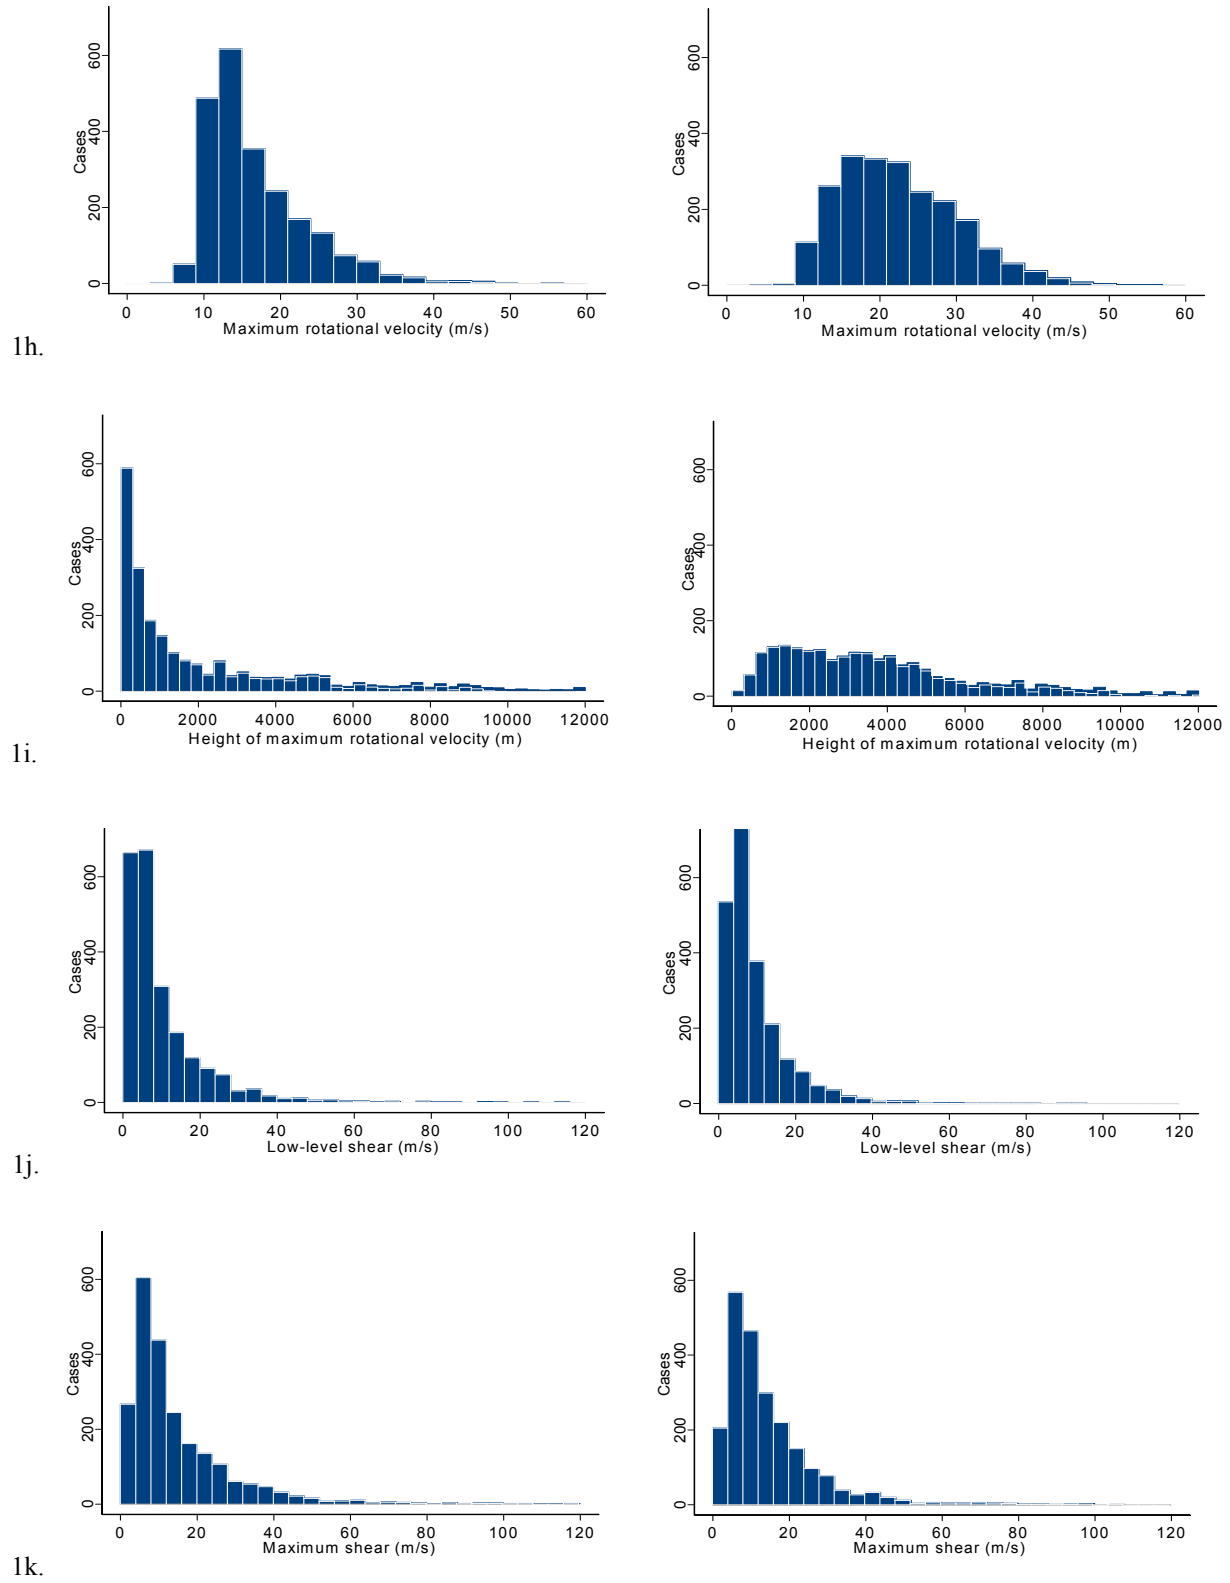 600
400
200
0
Cases
0 10 20 30 40 50 60
Maximum rotational velocity (m/s)
600
400
200
0
Cases
0 10 20 30 40 50 60
Maximum rotational velocity (m/s)
1h.
600
400
200
0
Cases
0 2000 4000 6000 8000 10000 12000
Height of maximum rotational velocity (m)
600
400
200
0
Cases
0 2000 4000 6000 8000 10000 12000
Height of maximum rotational velocity (m)
1i.
600
400
200
0
Cases
0 20 40 60 80 100 120
Low-level shear (m/s)
600
400
200
0
Cases
0 20 40 60 80 100 120
Low-level shear (m/s)
1j.
600
400
200
0
Cases
0 20 40 60 80 100 120
Maximum shear (m/s)
600
400
200
0
Cases
0 20 40 60 80 100 120
Maximum shear (m/s)
1k.